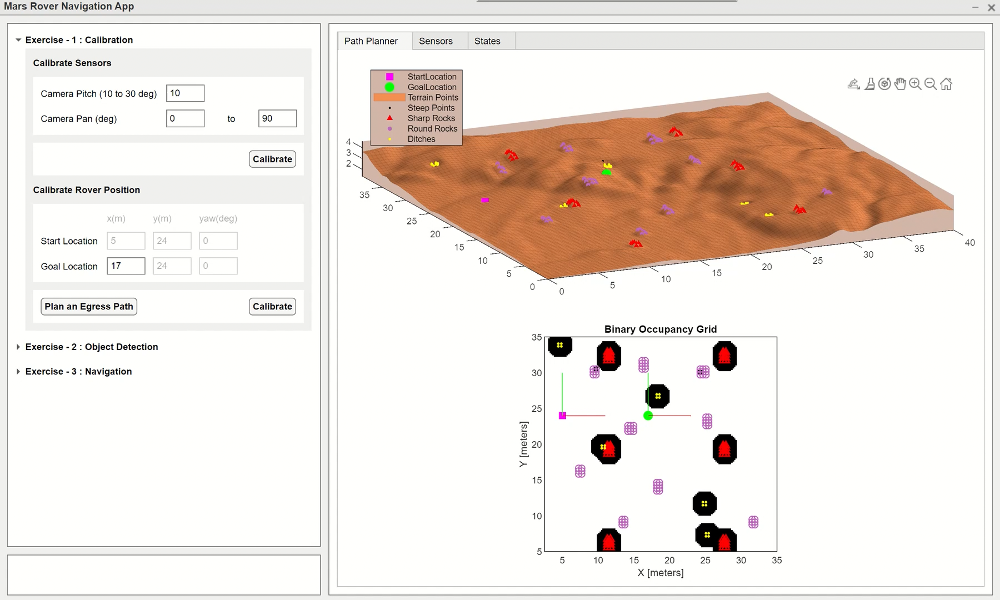 Mars Rover Navigation App
Exercise - 1 : Calibration
Calibrate Sensors
Camera Pitch (10 to 30 deg) 10
Camera Pan (deg) 0 to 90
Calibrate
Calibrate Rover Position
x(m) y(m) yaw(deg)
Start Location 5 24 0
Goal Location 17 24 0
Plan an Egress Path Calibrate
Exercise - 2 : Object Detection
Exercise - 3 : Navigation
Path Planner Sensors States
StartLocation
GoalLocation
Terrain Points
Steep Points
Sharp Rocks
Round Rocks
Ditches
4
3
2
35
30
25
20
15
10
5
0
0
5
10
15
20
25
30
35
40
Binary Occupancy Grid
35
30
25
20
15
10
5
Y [meters]
5 10 15 20 25 30 35
X [meters]